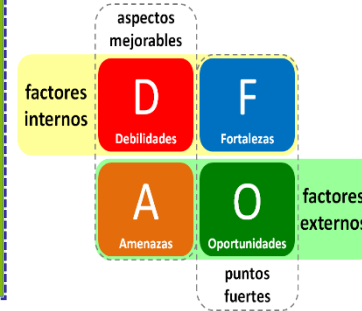 aspectos
mejorables
factores
internos
D
Debilidades
F
Fortalezas
A
Amenazas
O
Oportunidades
factores
externos
puntos
fuertes